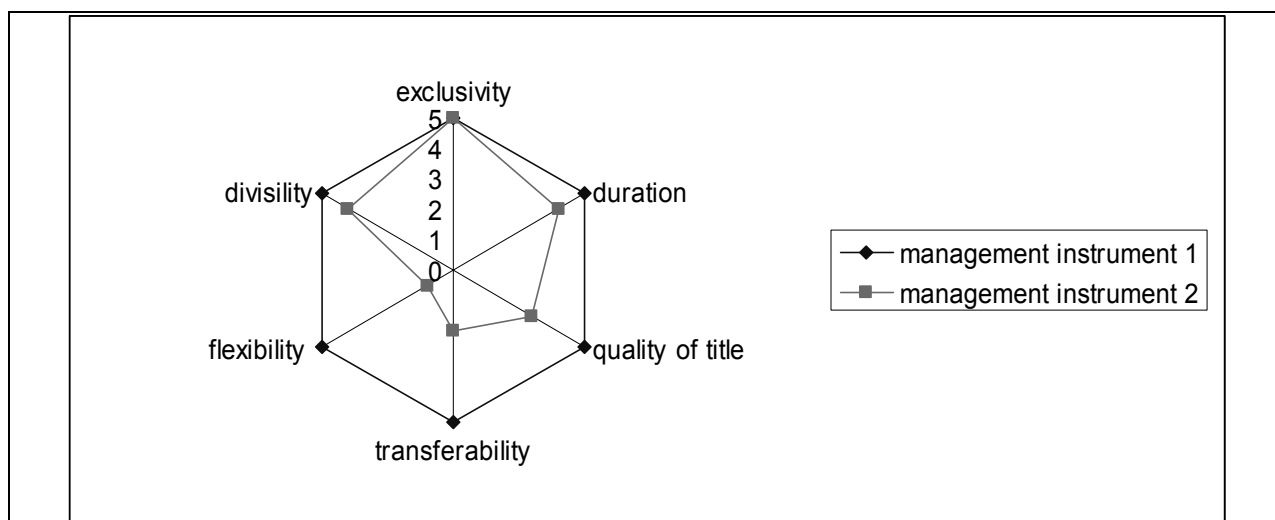 exclusivity
5
4
3
2
1
0
divisility
duration
flexibility
quality of title
transferability
management instrument 1
management instrument 2